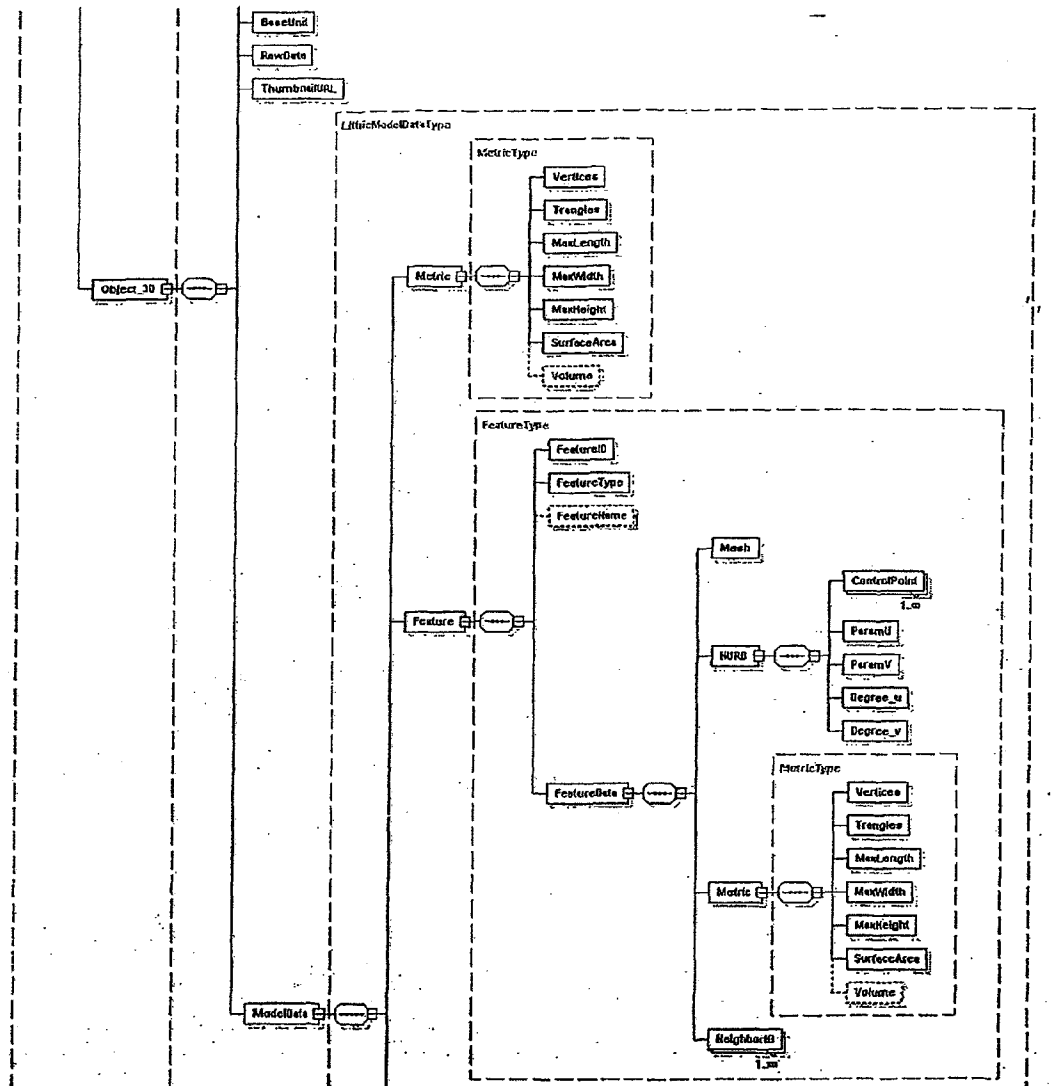 BaseUnit
RawData
ThumbnailURL
LithicModelDataType
MetricType
Vertices
Trangles
MaxLength
Object_3D
Metric
MaxWidth
MaxHeight
SurfaceArea
Volume
FeatureType
FeatureID
FeatureType
FeatureName
Mesh
ControlPoint
1..∞
Feature
ParamU
NURB
ParamV
Degree_u
Degree_v
MetricType
FeatureData
Vertices
Trangles
MaxLength
Metric
MaxWidth
MaxHeight
SurfaceArea
Volume
ModelData
NeighborID
1..∞